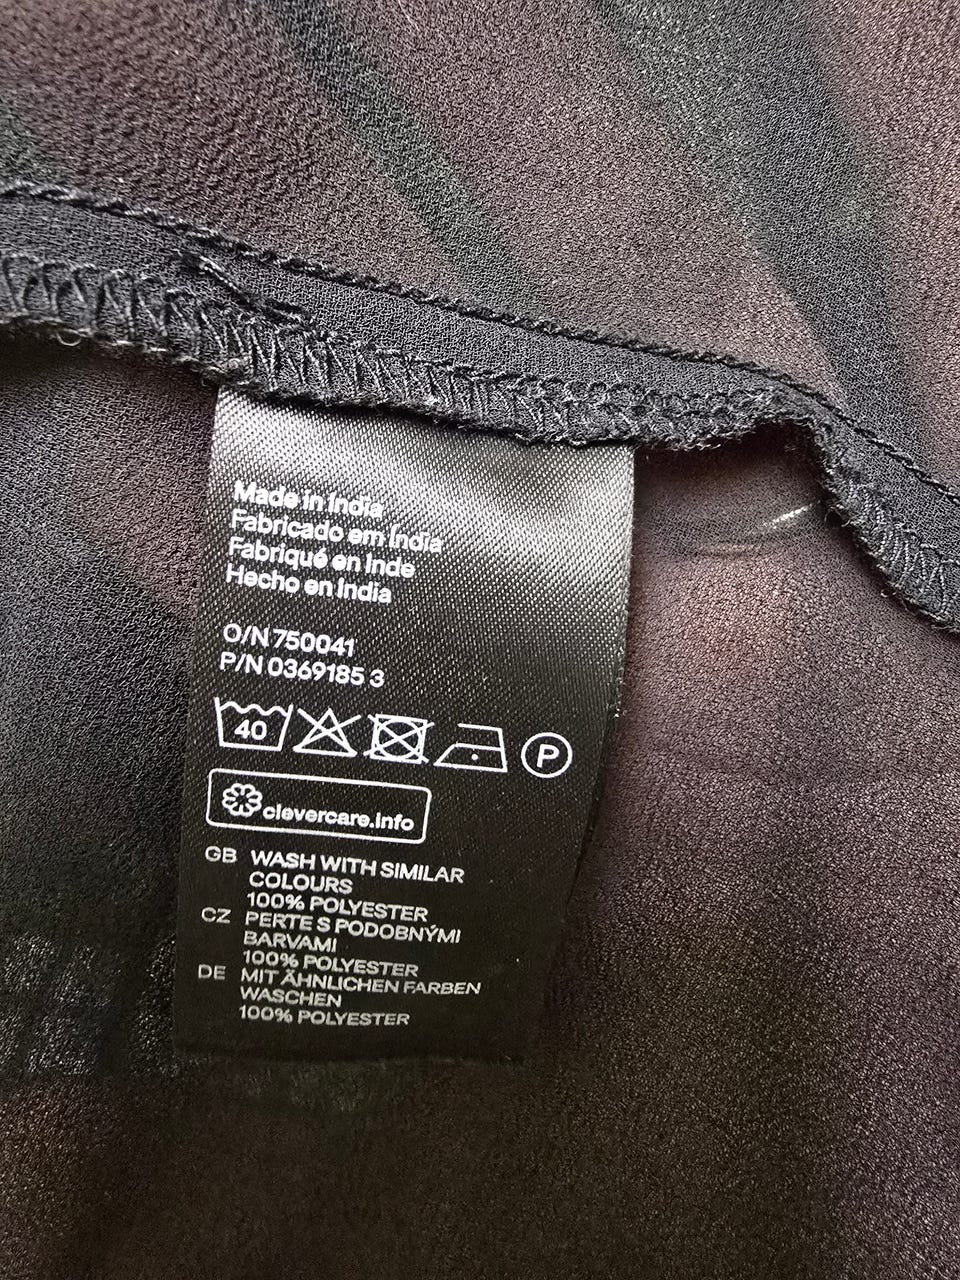 Made in India
Fabricado em Índia
Fabriqué en Inde
Hecho en India
O/N 750041
P/N 0369185 3
40
P
clevercare.info
GB WASH WITH SIMILAR
COLOURS
100% POLYESTER
CZ PERTE S PODOBNÝMI
BARVAMI
100% POLYESTER
DE MIT ÄHNLICHEN FARBEN
WASCHEN
100% POLYESTER